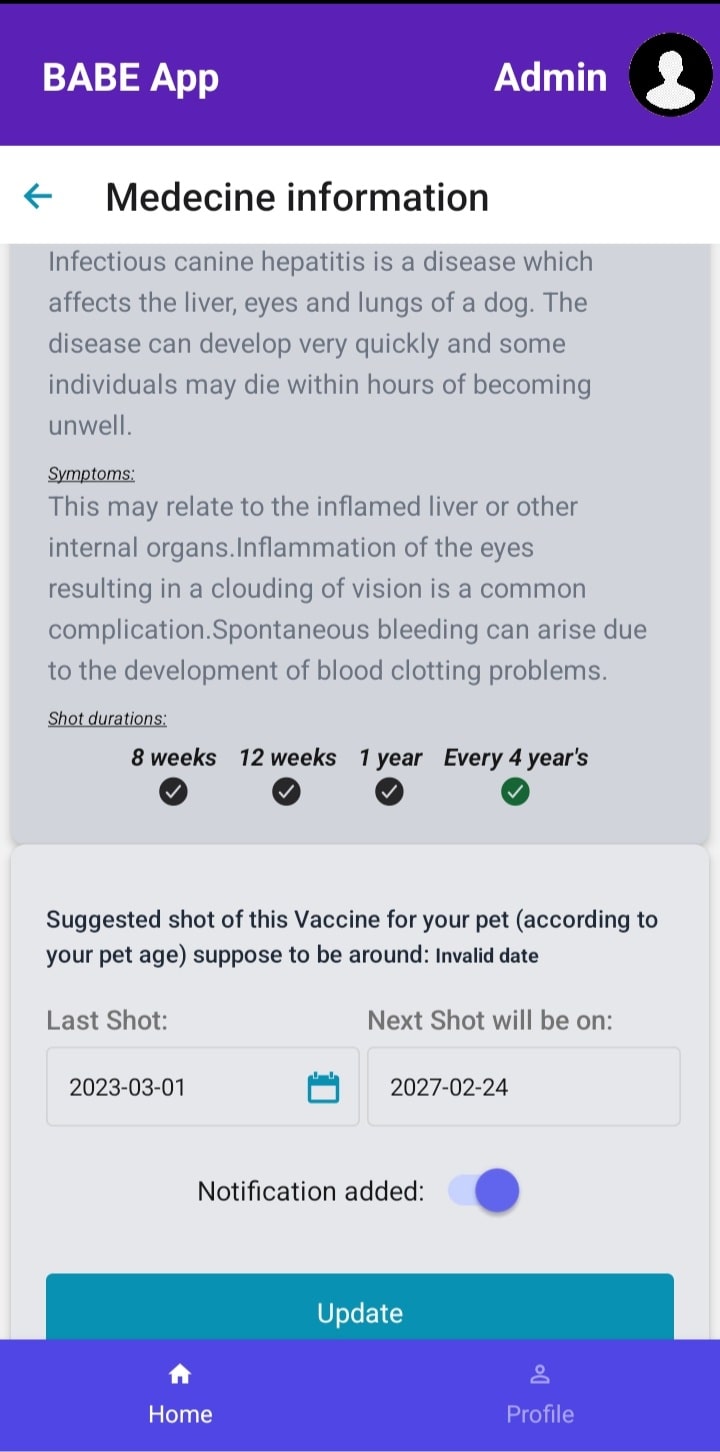 BABE App
Admin
Medecine information
Infectious canine hepatitis is a disease which
affects the liver, eyes and lungs of a dog. The
disease can develop very quickly and some
individuals may die within hours of becoming
unwell.
Symptoms:
This may relate to the inflamed liver or other
internal organs.Inflammation of the eyes
resulting in a clouding of vision is a common
complication.Spontaneous bleeding can arise due
to the development of blood clotting problems.
Shot durations:
8 weeks 12 weeks 1 year Every 4 year's
Suggested shot of this Vaccine for your pet (according to
your pet age) suppose to be around: Invalid date
Last Shot: Next Shot will be on:
2023-03-01 2027-02-24
Notification added:
Update
Home Profile